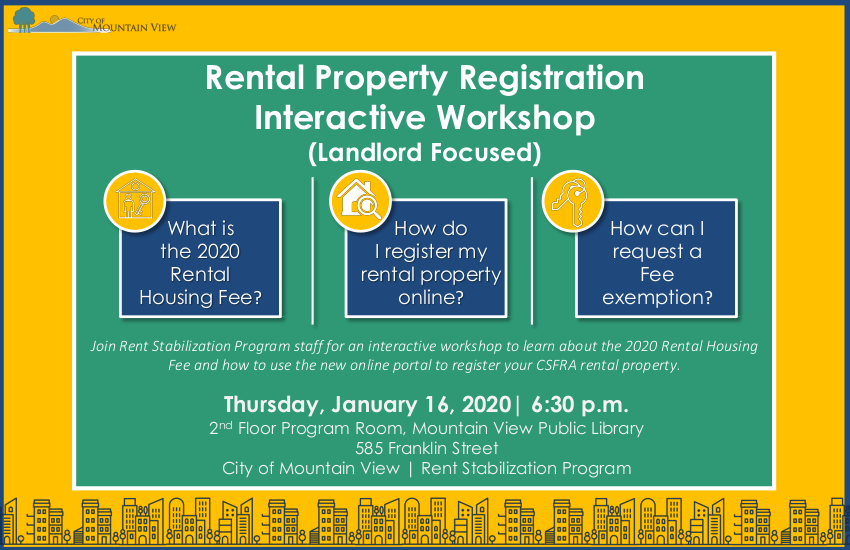 CITY OF
MOUNTAIN VIEW
Rental Property Registration
Interactive Workshop
(Landlord Focused)
What is
the 2020
Rental
Housing Fee?
How do
I register my
rental property
online?
How can I
request a
Fee
exemption?
Join Rent Stabilization Program staff for an interactive workshop to learn about the 2020 Rental Housing
Fee and how to use the new online portal to register your CSFRA rental property.
Thursday, January 16, 2020| 6:30 p.m.
2nd Floor Program Room, Mountain View Public Library
585 Franklin Street
City of Mountain View | Rent Stabilization Program